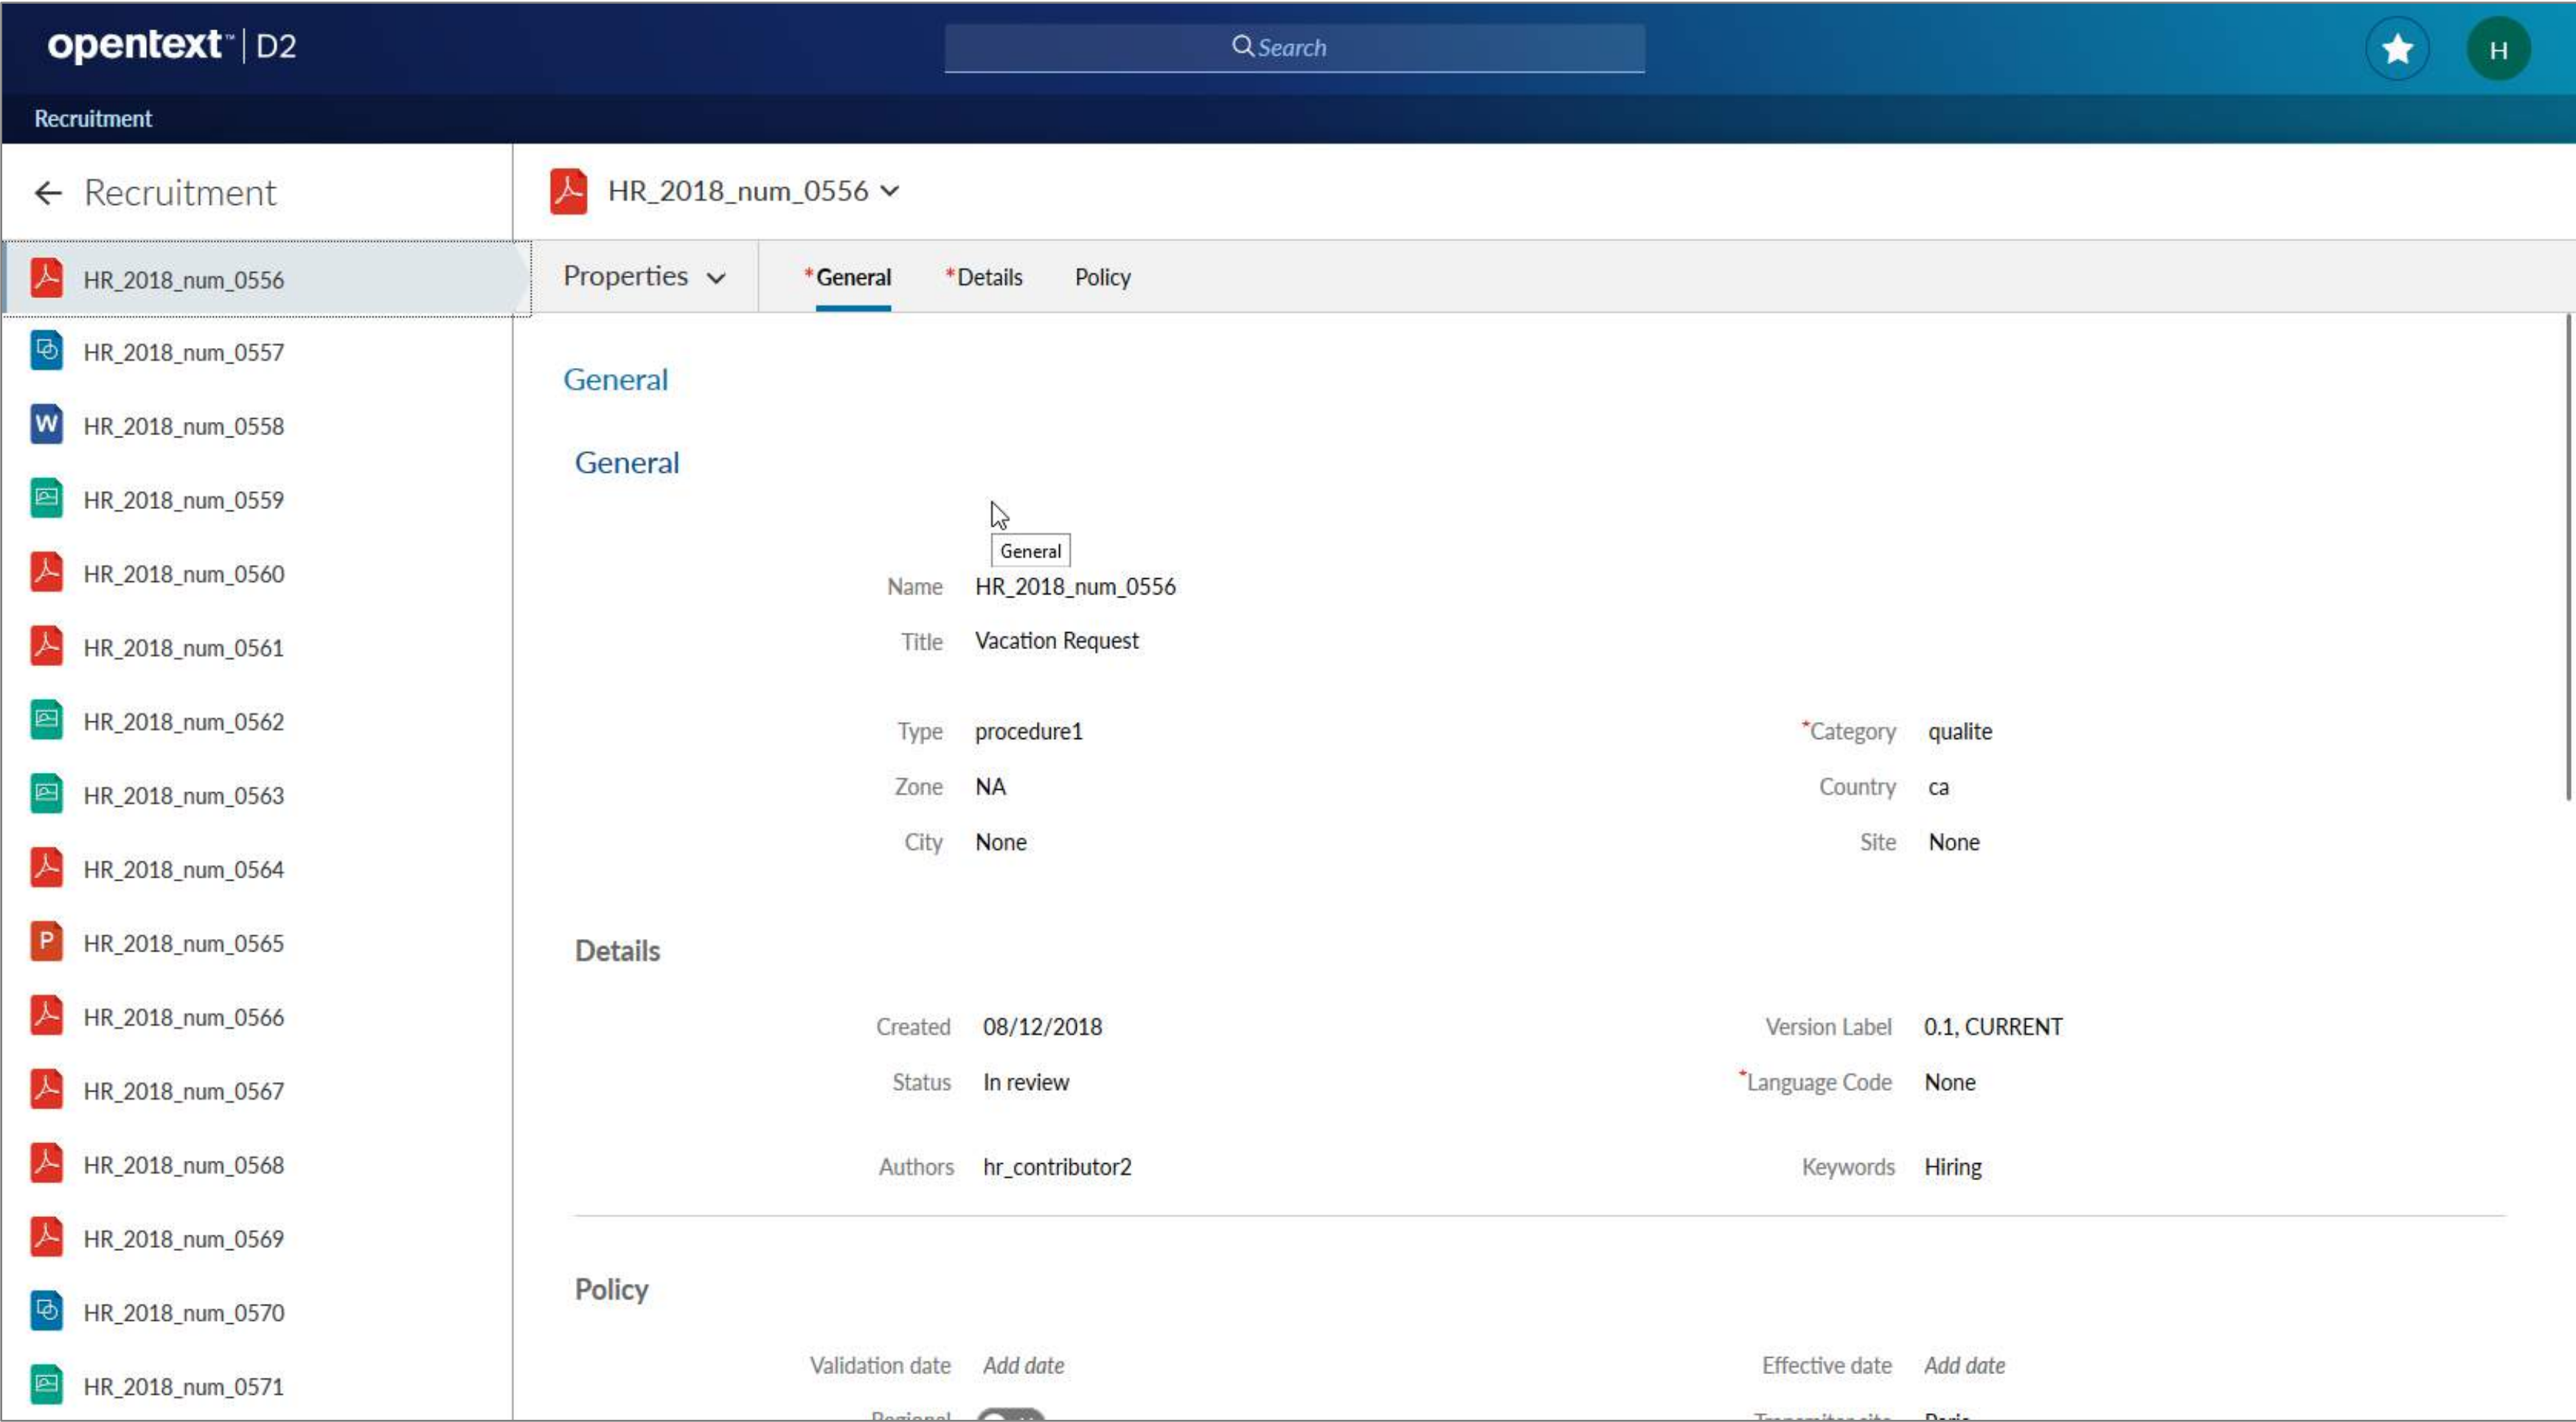 opentext™ | D2
Search
H
Recruitment
Recruitment
HR_2018_num_0556
HR_2018_num_0556
HR_2018_num_0557
HR_2018_num_0558
HR_2018_num_0559
HR_2018_num_0560
HR_2018_num_0561
HR_2018_num_0562
HR_2018_num_0563
HR_2018_num_0564
HR_2018_num_0565
HR_2018_num_0566
HR_2018_num_0567
HR_2018_num_0568
HR_2018_num_0569
HR_2018_num_0570
HR_2018_num_0571
Properties *General *Details Policy
General
General
General
Name HR_2018_num_0556
Title Vacation Request
Type procedure1 *Category qualite
Zone NA Country ca
City None Site None
Details
Created 08/12/2018 Version Label 0.1, CURRENT
Status In review *Language Code None
Authors hr_contributor2 Keywords Hiring
Policy
Validation date Add date Effective date Add date